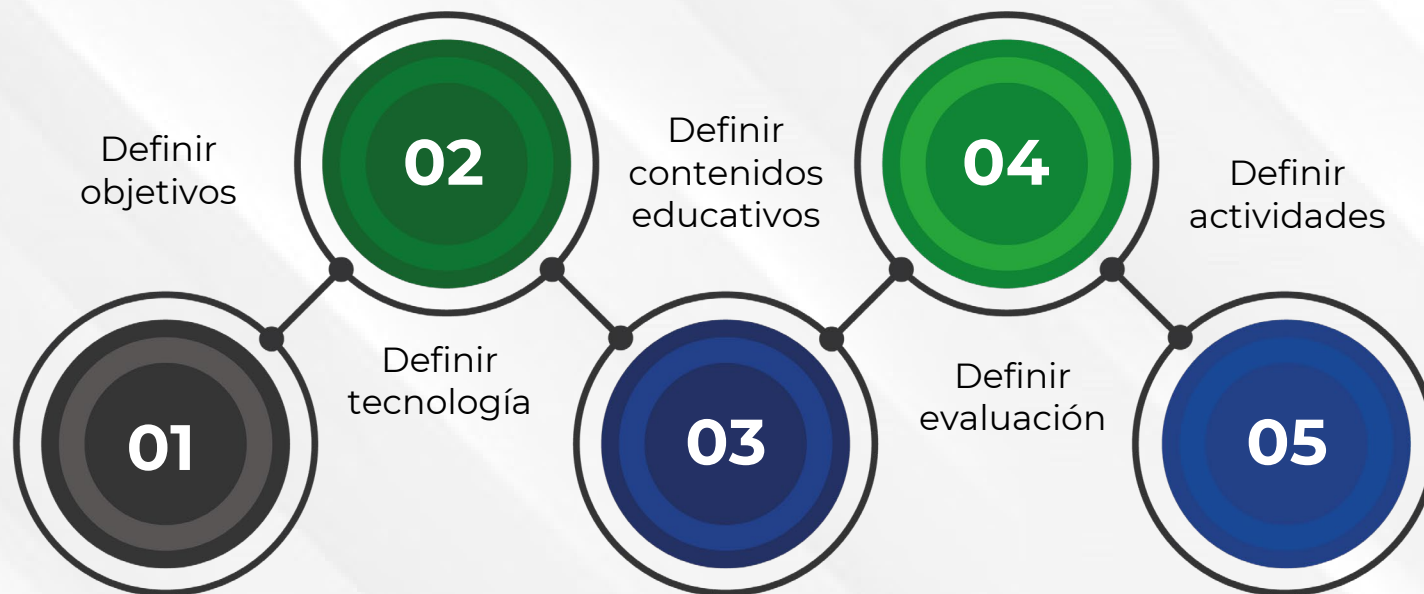 01
Definir
objetivos
02
Definir
tecnología
03
Definir
contenidos
educativos
04
Definir
evaluación
05
Definir
actividades